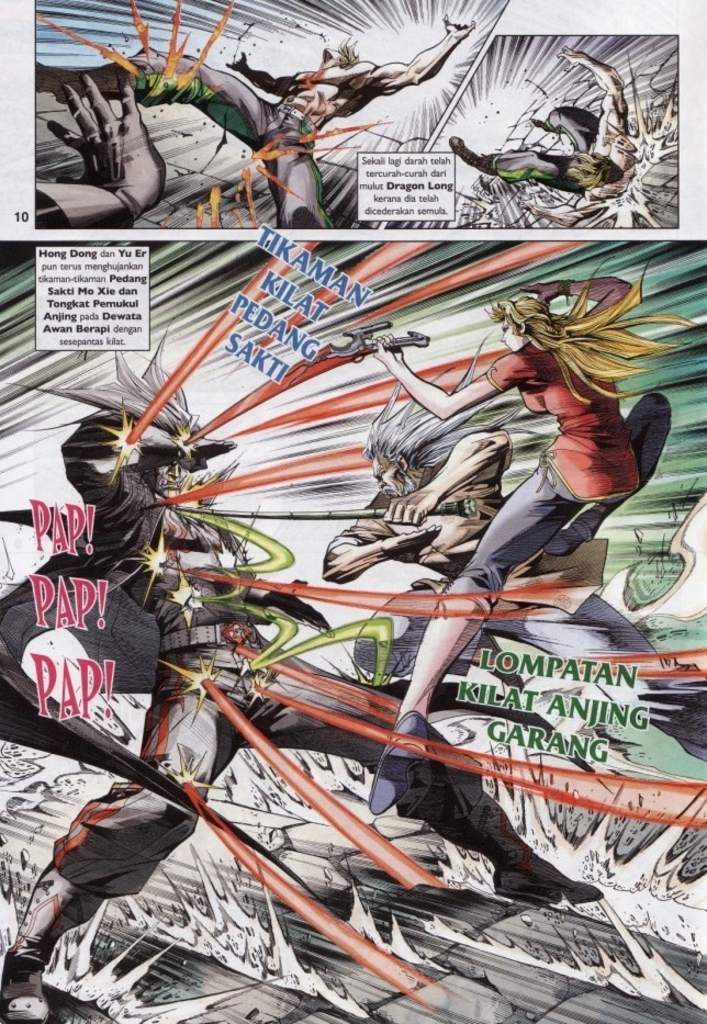 Sekali lagi darah telah
tercurah-curah dari
mulut Dragon Long
kerana dia telah
dicederakan semula.
10
Hong Dong dan Yu Er
pun terus menghujankan
tikaman-tikaman Pedang
Sakti Mo Xie dan
Tongkat Pemukul
Anjing pada Dewata
Awan Berapi dengan
sesepantas kilat.
TIKAMAN
KILAT
PEDANG
SAKTI
PAP!
PAP!
PAP!
LOMPATAN
KILAT ANJING
GARANG